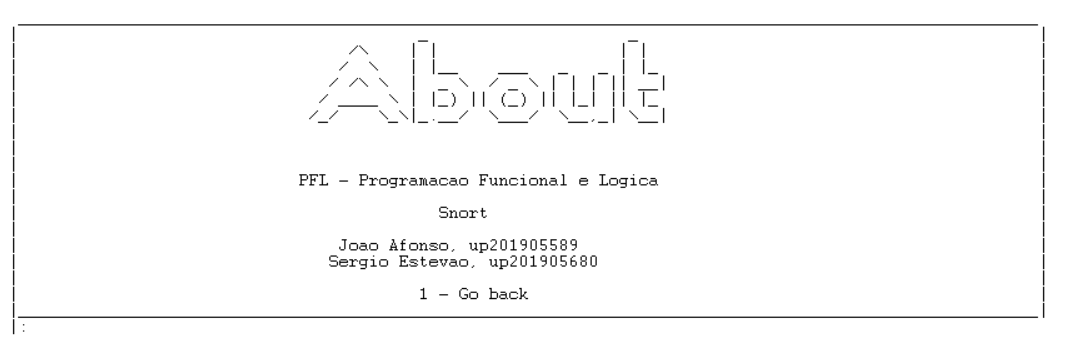 About
PFL - Programacao Funcional e Logica
Snort
Joao Afonso, up201905589
Sergio Estevao, up201905680
1 - Go back
|: